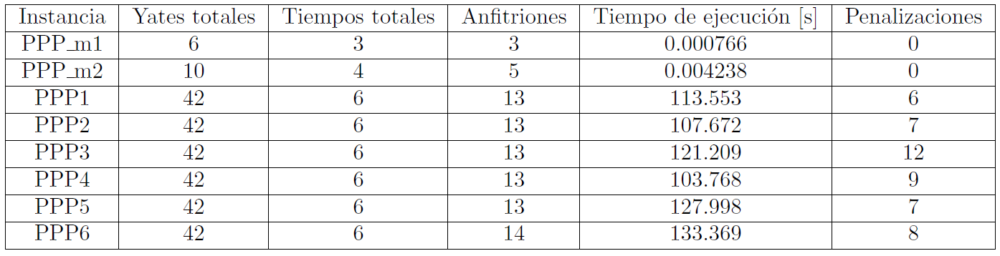 Instancia Yates totales Tiempos totales Anfitriones Tiempo de ejecución [s] Penalizaciones
PPP_m1 6 3 3 0.000766 0
PPP_m2 10 4 5 0.004238 0
PPP1 42 6 13 113.553 6
PPP2 42 6 13 107.672 7
PPP3 42 6 13 121.209 12
PPP4 42 6 13 103.768 9
PPP5 42 6 13 127.998 7
PPP6 42 6 14 133.369 8